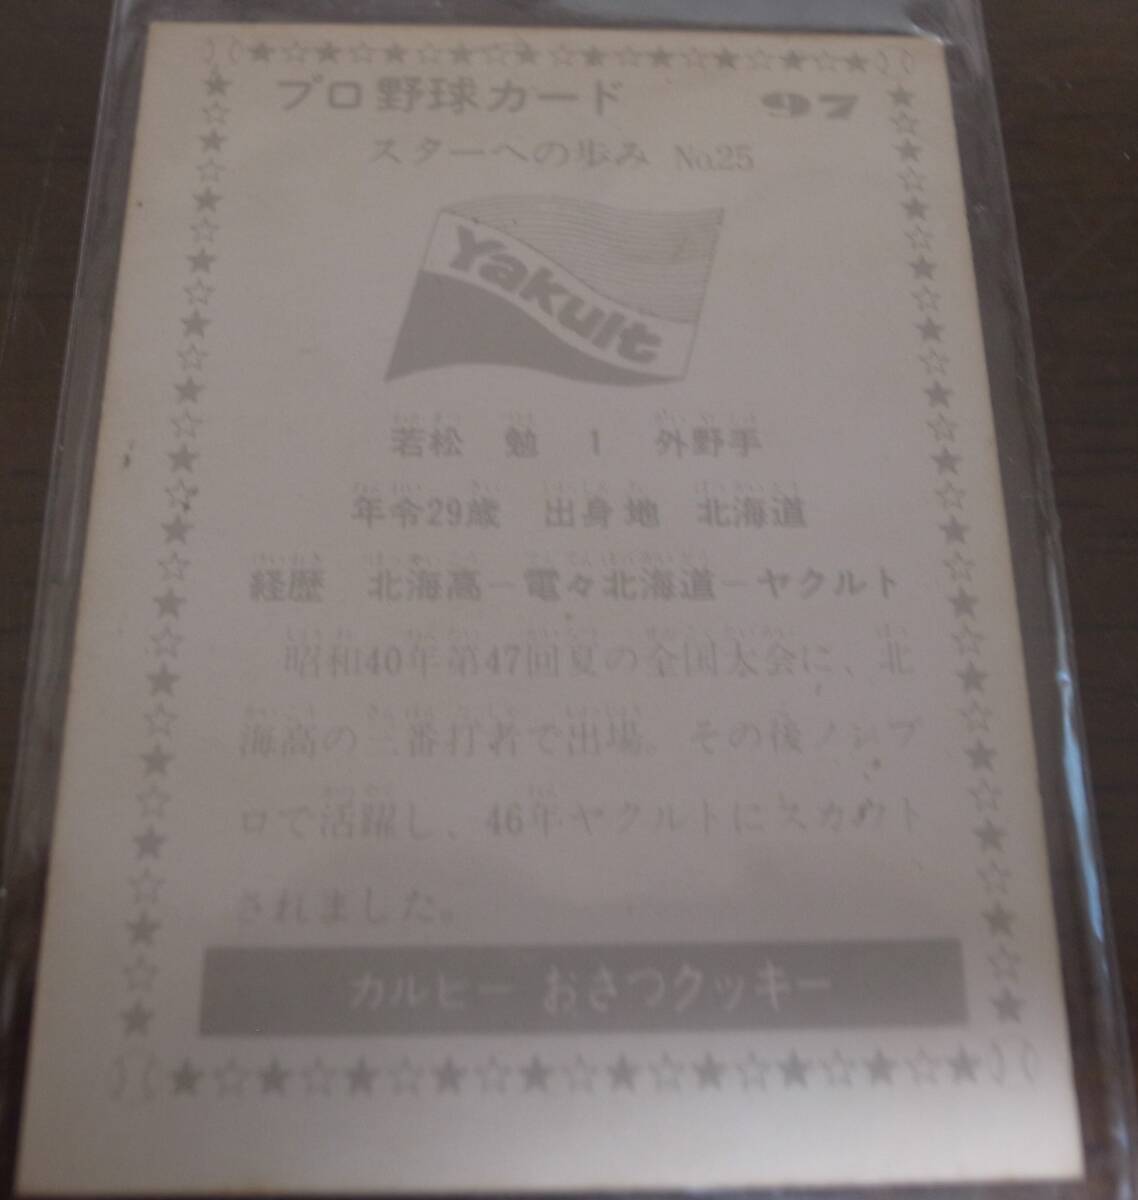 プロ野球カード 97
スターへの歩み No.25
Yakult
若松 勉 1 外野手
年令29歳 出身地 北海道
経歴 北海高－電々北海道－ヤクルト
昭和40年第47回夏の全国大会に、北
海高の二番打者で出場。その後ノンプ
ロで活躍し、46年ヤクルトにスカウト
されました。
カルビー おさつクッキー